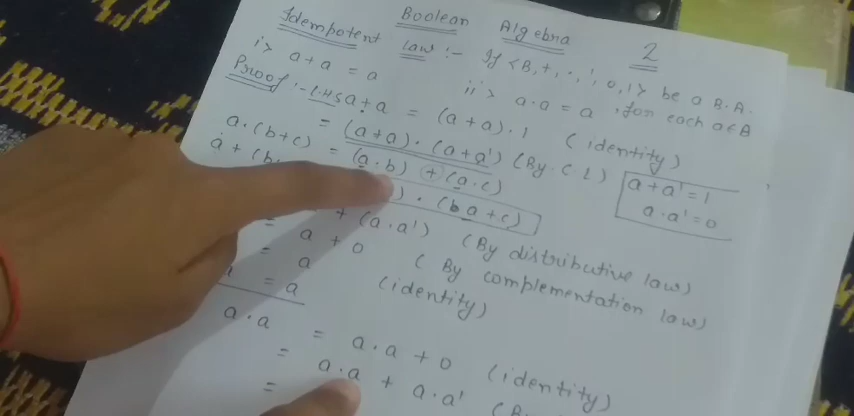 Boolean Algebra 2
Idempotent law :- If <B, +, ·, ', 0, 1> be a B.A.
i> a + a = a ii> a · a = a , for each a ∈ B
Proof :- LHS a + a = (a + a) · 1 (identity)
= (a + a) · (a + a') (By C.L)
a + a' = 1
a · a' = 0
a · (b + c) = (a · b) + (a · c)
a + (b ) · (b a + c)
= + (a · a') (By distributive law)
= a + 0 (By complementation law)
= a (identity)
= a
a · a = a · a + 0 (identity)
= a · a + a · a'
=